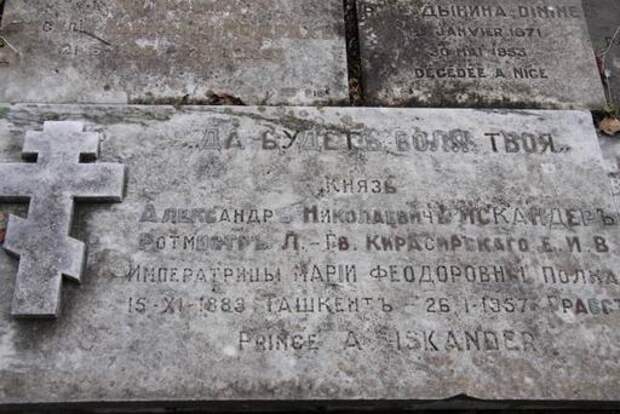 ДЫНИНА, DIN
JANVIER 1871
30 MAI 1953
DÉCÉDÉE A NICE
„ДА БУДЕТЪ ВОЛЯ ТВОЯ„
КНЯЗЬ
АЛЕКСАНДРЪ НИКОЛАЕВИЧЪ ИСКАНДЕРЪ
РОТМИСТРЪ Л.-ГВ. КИРАСИРСКАГО Е. И. В.
ИМПЕРАТРИЦЫ МАРІИ ФЕОДОРОВНЫ ПОЛКА
15-XI-1883 ТАШКЕНТЪ 26-I-1957
PRINCE A ISKANDER